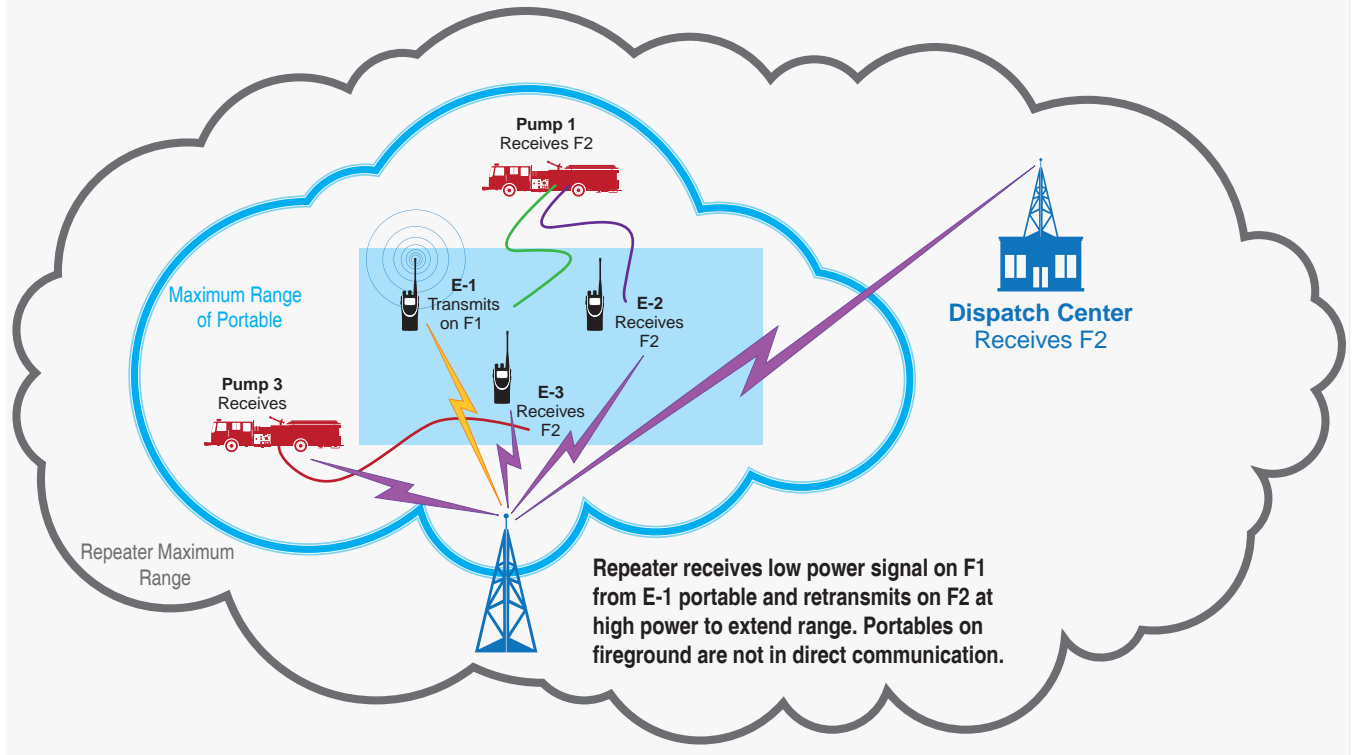 Pump 1
Receives F2
E-1
Transmits
on F1
E-2
Receives
F2
Maximum Range
of Portable
Dispatch Center
Receives F2
Pump 3
Receives
E-3
Receives
F2
Repeater Maximum
Range
Repeater receives low power signal on F1
from E-1 portable and retransmits on F2 at
high power to extend range. Portables on
fireground are not in direct communication.